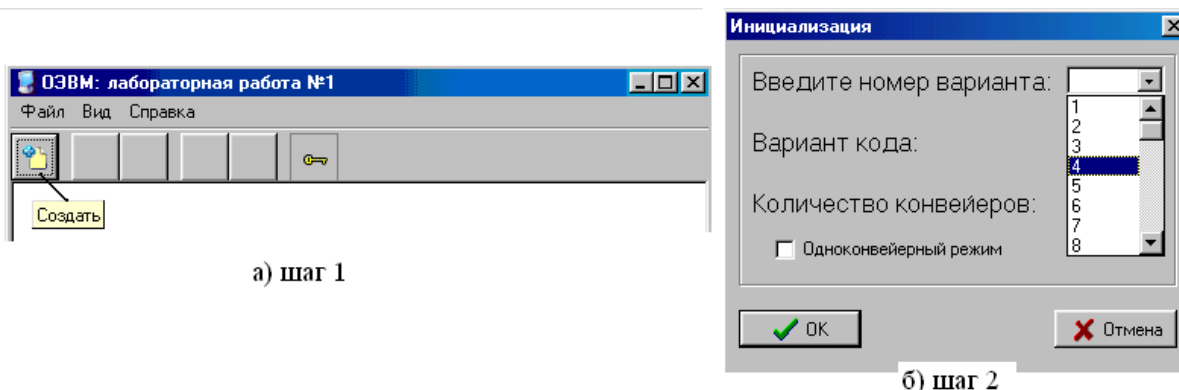 ОЭВМ: лабораторная работа №1
Файл Вид Справка
Создать
а) шаг 1
Инициализация
Введите номер варианта:
1
2
3
4
5
6
7
8
Вариант кода:
Количество конвейеров:
Одноконвейерный режим
OK
Отмена
б) шаг 2